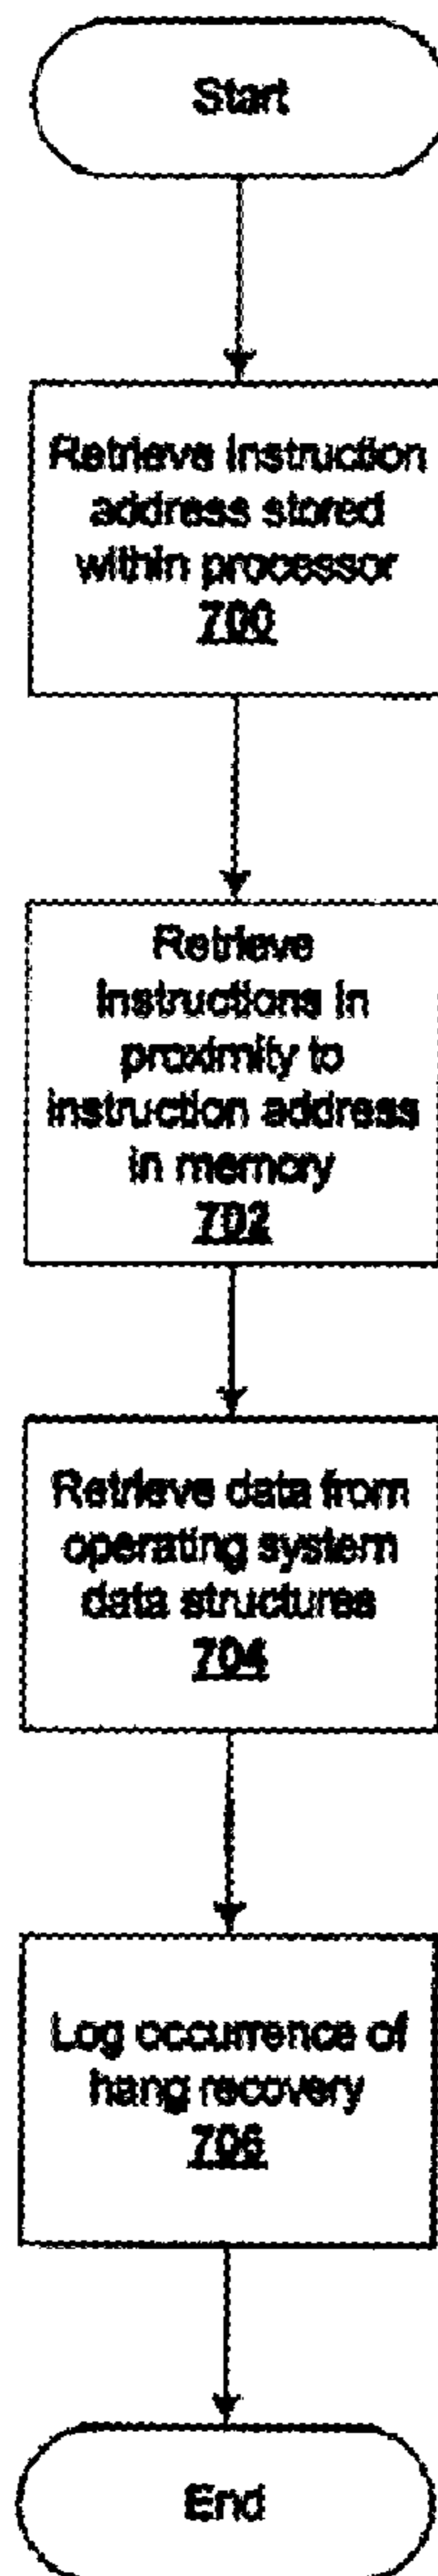 Start
Retrieve instruction
address stored
within processor
700
Retrieve
instructions in
proximity to
instruction address
in memory
702
Retrieve data from
operating system
data structures
704
Log occurrence of
hang recovery
706
End